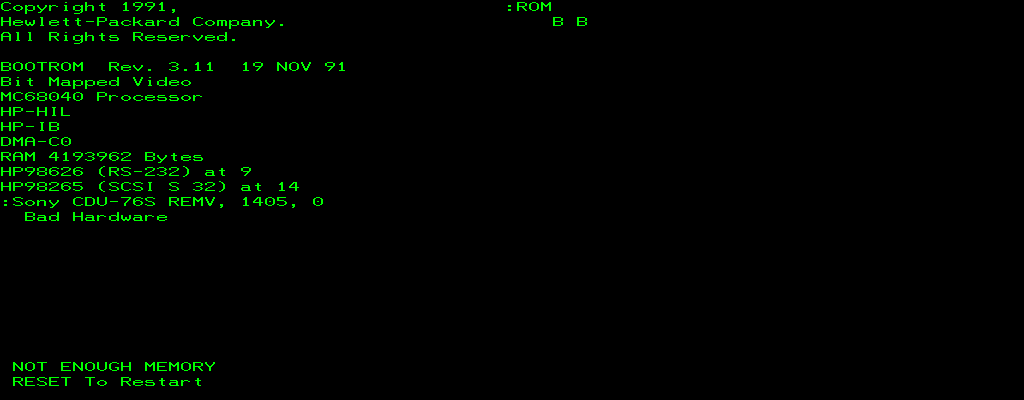 Copyright 1991,
Hewlett-Packard Company.
All Rights Reserved.
:ROM
B B
BOOTROM  Rev. 3.11  19 NOV 91
Bit Mapped Video
MC68040 Processor
HP-HIL
HP-IB
DMA-C0
RAM 4193962 Bytes
HP98626 (RS-232) at 9
HP98265 (SCSI S 32) at 14
:Sony CDU-76S REMV, 1405, 0
Bad Hardware
NOT ENOUGH MEMORY
RESET To Restart